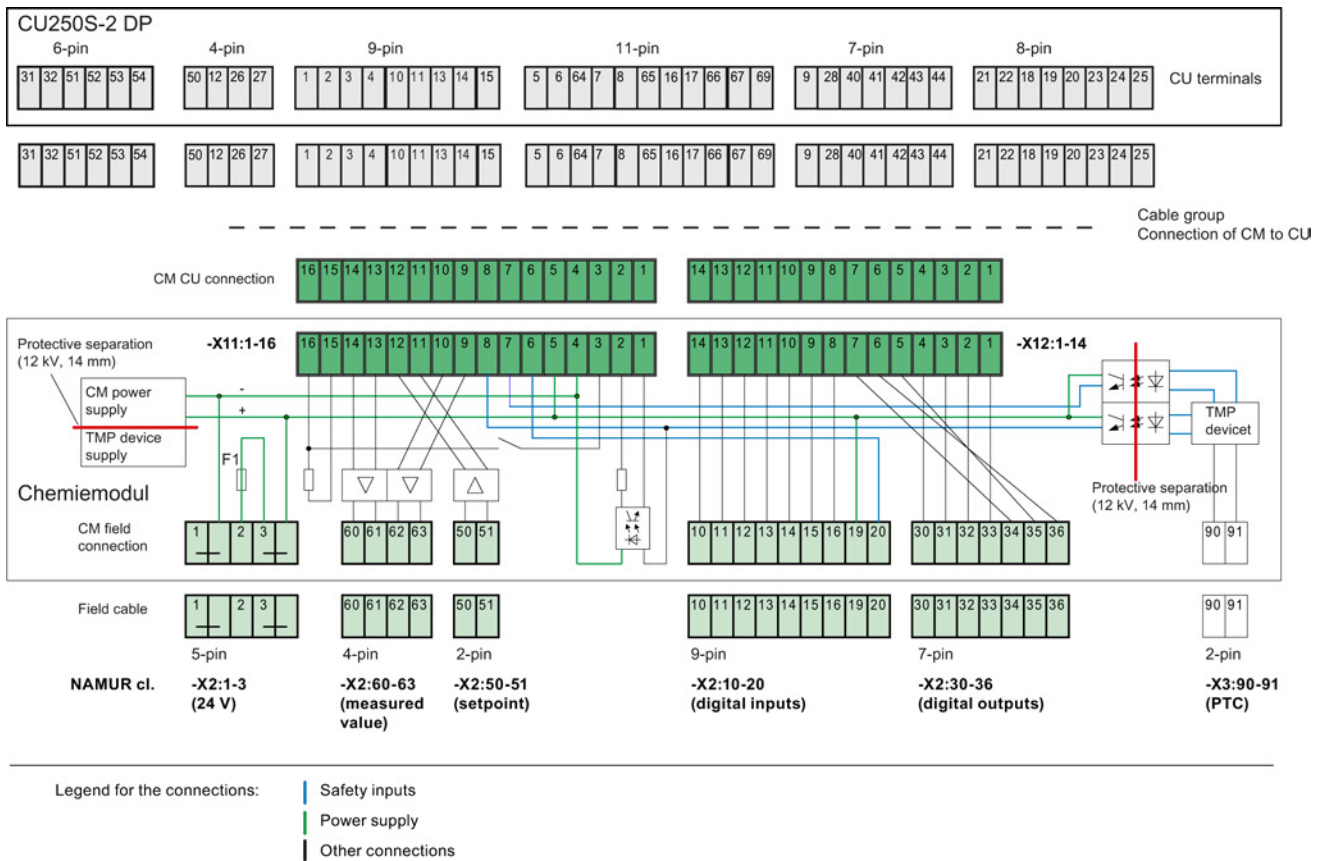 CU250S-2 DP
6-pin 4-pin 9-pin 11-pin 7-pin 8-pin
31 32 51 52 53 54 50 12 26 27 1 2 3 4 10 11 13 14 15 5 6 64 7 8 65 16 17 66 67 69 9 28 40 41 42 43 44 21 22 18 19 20 23 24 25 CU terminals
31 32 51 52 53 54 50 12 26 27 1 2 3 4 10 11 13 14 15 5 6 64 7 8 65 16 17 66 67 69 9 28 40 41 42 43 44 21 22 18 19 20 23 24 25
Cable group
Connection of CM to CU
CM CU connection 16 15 14 13 12 11 10 9 8 7 6 5 4 3 2 1 14 13 12 11 10 9 8 7 6 5 4 3 2 1
Protective separation
(12 kV, 14 mm)
-X11:1-16 16 15 14 13 12 11 10 9 8 7 6 5 4 3 2 1 14 13 12 11 10 9 8 7 6 5 4 3 2 1 -X12:1-14
CM power
supply
-
+
TMP device
supply
TMP
devicet
F1
Protective separation
(12 kV, 14 mm)
Chemiemodul
CM field
connection
1 2 3 60 61 62 63 50 51 10 11 12 13 14 15 16 19 20 30 31 32 33 34 35 36 90 91
Field cable 1 2 3 60 61 62 63 50 51 10 11 12 13 14 15 16 19 20 30 31 32 33 34 35 36 90 91
5-pin 4-pin 2-pin 9-pin 7-pin 2-pin
NAMUR cl. -X2:1-3 -X2:60-63 -X2:50-51 -X2:10-20 -X2:30-36 -X3:90-91
(24 V) (measured (setpoint) (digital inputs) (digital outputs) (PTC)
value)
Legend for the connections: Safety inputs
Power supply
Other connections